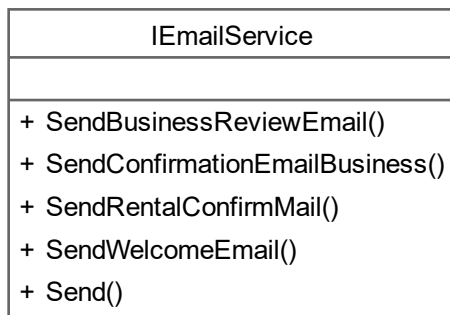 IEmailService
+ SendBusinessReviewEmail()
+ SendConfirmationEmailBusiness()
+ SendRentalConfirmMail()
+ SendWelcomeEmail()
+ Send()